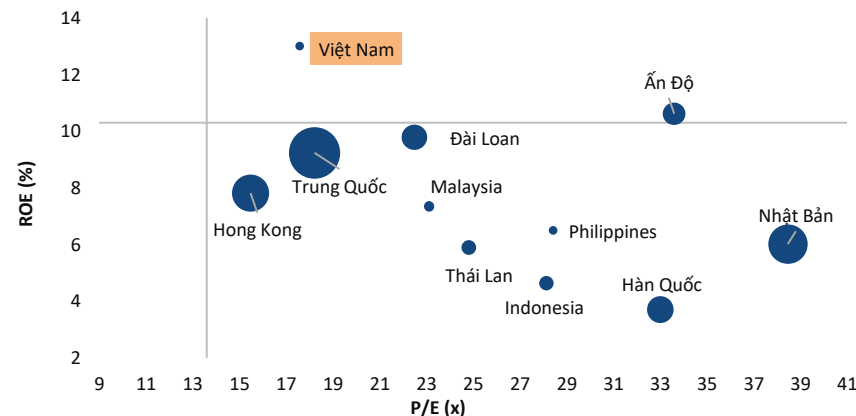 14
12
10
8
6
4
2
ROE (%)
Việt Nam
Ấn Độ
Đài Loan
Trung Quốc
Malaysia
Hong Kong
Philippines
Nhật Bản
Thái Lan
Hàn Quốc
Indonesia
9 11 13 15 17 19 21 23 25 27 29 31 33 35 37 39 41
P/E (x)